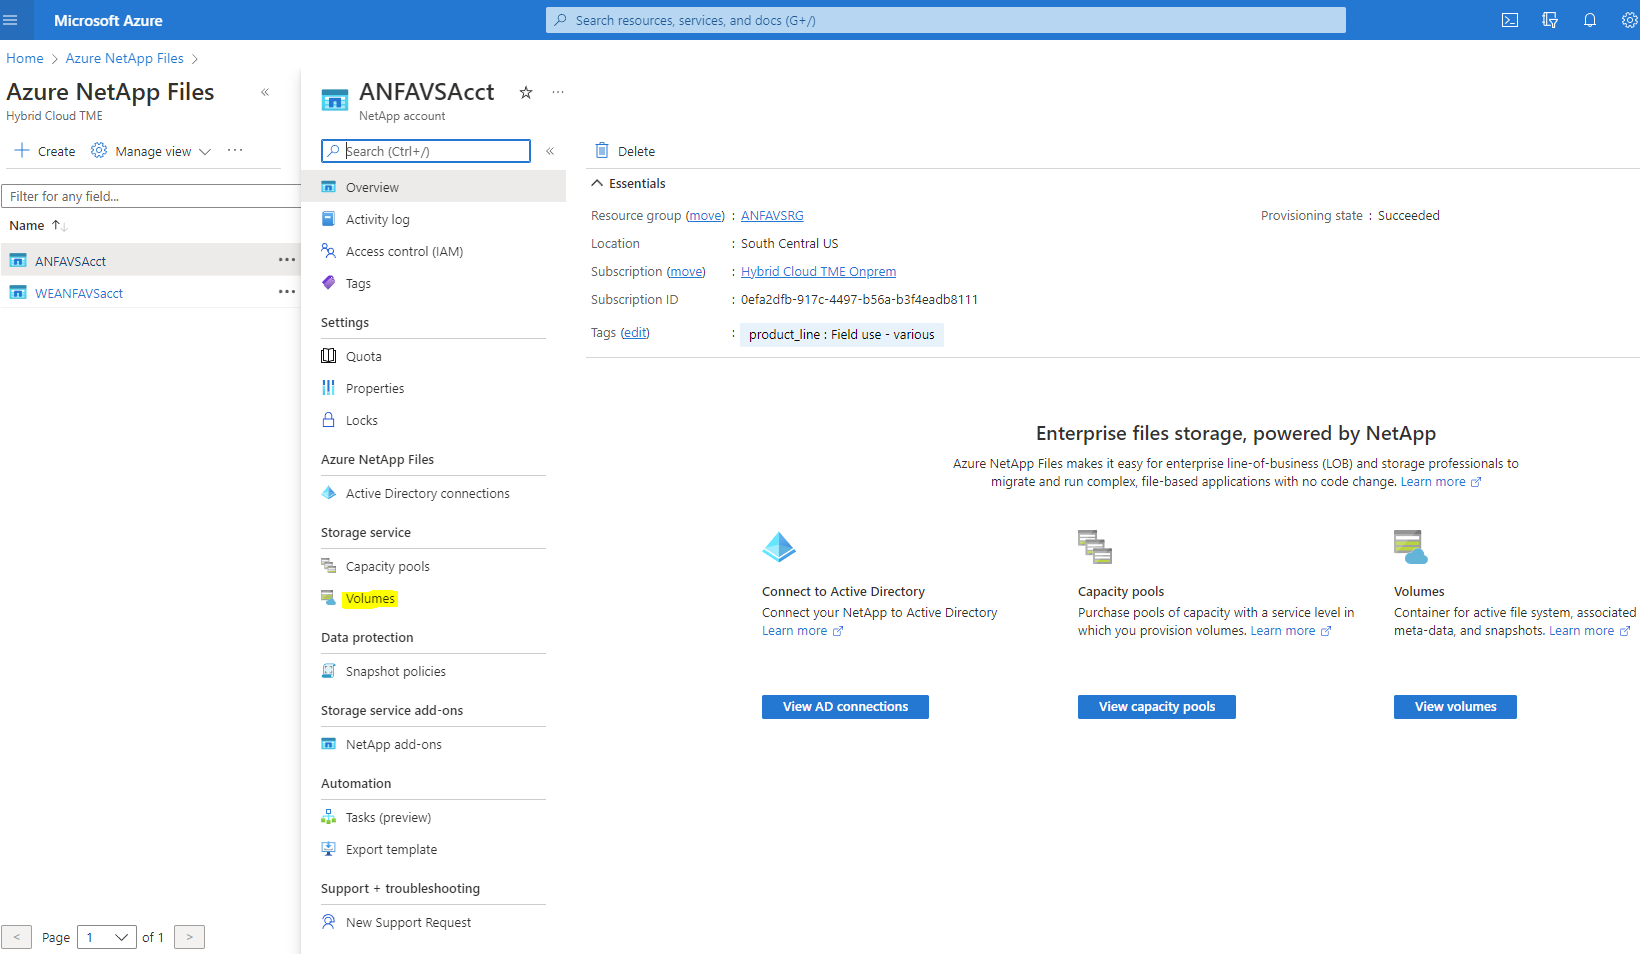 Microsoft Azure
Search resources, services, and docs (G+/)
Home > Azure NetApp Files >
Azure NetApp Files
Hybrid Cloud TME
«
+ Create
Manage view
...
Filter for any field...
Name ↑↓
ANFAVSAcct
...
WEANFAVSacct
...
< Page 1 of 1 >
ANFAVSAcct
...
NetApp account
Search (Ctrl+/)
«
Overview
Activity log
Access control (IAM)
Tags
Settings
Quota
Properties
Locks
Azure NetApp Files
Active Directory connections
Storage service
Capacity pools
Volumes
Data protection
Snapshot policies
Storage service add-ons
NetApp add-ons
Automation
Tasks (preview)
Export template
Support + troubleshooting
New Support Request
Delete
Essentials
Resource group (move) : ANFAVSRG
Provisioning state : Succeeded
Location : South Central US
Subscription (move) : Hybrid Cloud TME Onprem
Subscription ID : 0efa2dfb-917c-4497-b56a-b3f4eadb8111
Tags (edit) : product_line : Field use - various
Enterprise files storage, powered by NetApp
Azure NetApp Files makes it easy for enterprise line-of-business (LOB) and storage professionals to
migrate and run complex, file-based applications with no code change. Learn more
Connect to Active Directory
Connect your NetApp to Active Directory
Learn more
View AD connections
Capacity pools
Purchase pools of capacity with a service level in
which you provision volumes. Learn more
View capacity pools
Volumes
Container for active file system, associated
meta-data, and snapshots. Learn more
View volumes